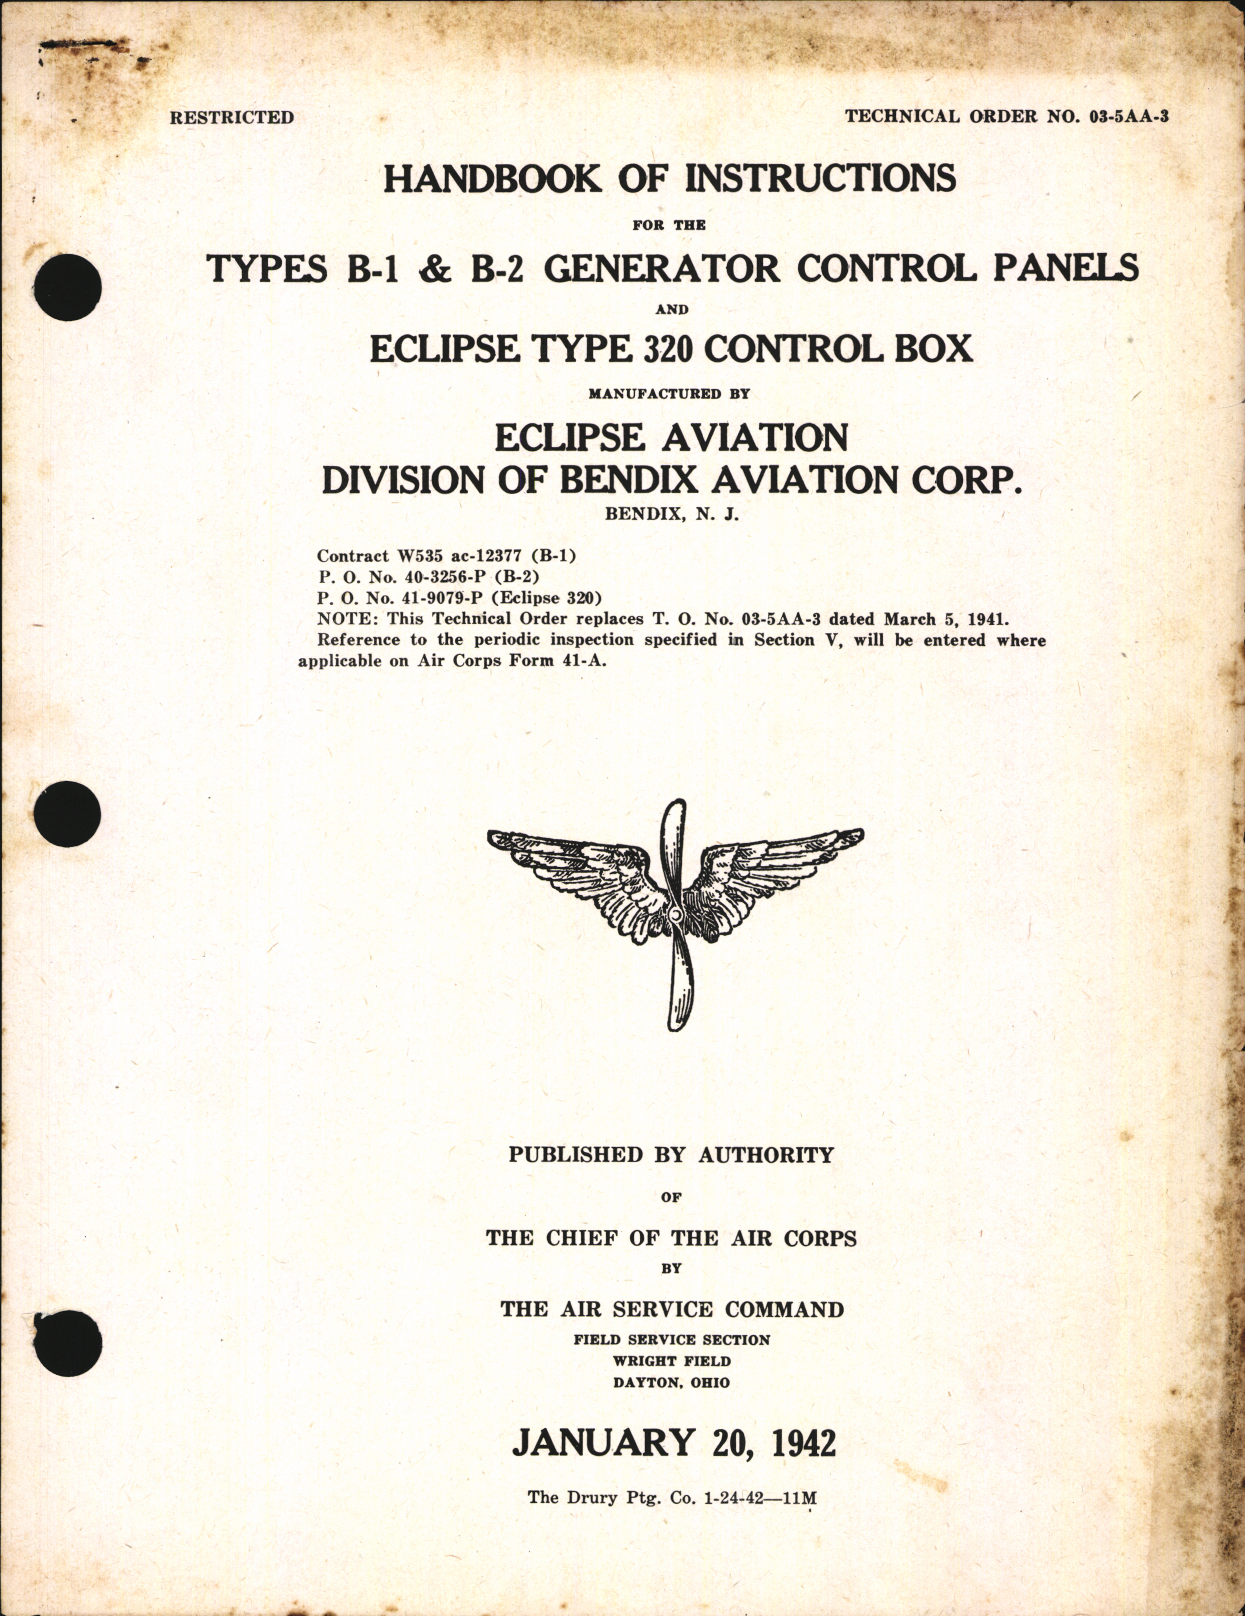 RESTRICTED
TECHNICAL ORDER NO. 03-5AA-3
HANDBOOK OF INSTRUCTIONS
FOR THE
TYPES B-1 & B-2 GENERATOR CONTROL PANELS
AND
ECLIPSE TYPE 320 CONTROL BOX
MANUFACTURED BY
ECLIPSE AVIATION
DIVISION OF BENDIX AVIATION CORP.
BENDIX, N. J.
Contract W535 ac-12377 (B-1)
P. O. No. 40-3256-P (B-2)
P. O. No. 41-9079-P (Eclipse 320)
NOTE: This Technical Order replaces T. O. No. 03-5AA-3 dated March 5, 1941.
Reference to the periodic inspection specified in Section V, will be entered where
applicable on Air Corps Form 41-A.
PUBLISHED BY AUTHORITY
OF
THE CHIEF OF THE AIR CORPS
BY
THE AIR SERVICE COMMAND
FIELD SERVICE SECTION
WRIGHT FIELD
DAYTON, OHIO
JANUARY 20, 1942
The Drury Ptg. Co. 1-24-42—11M